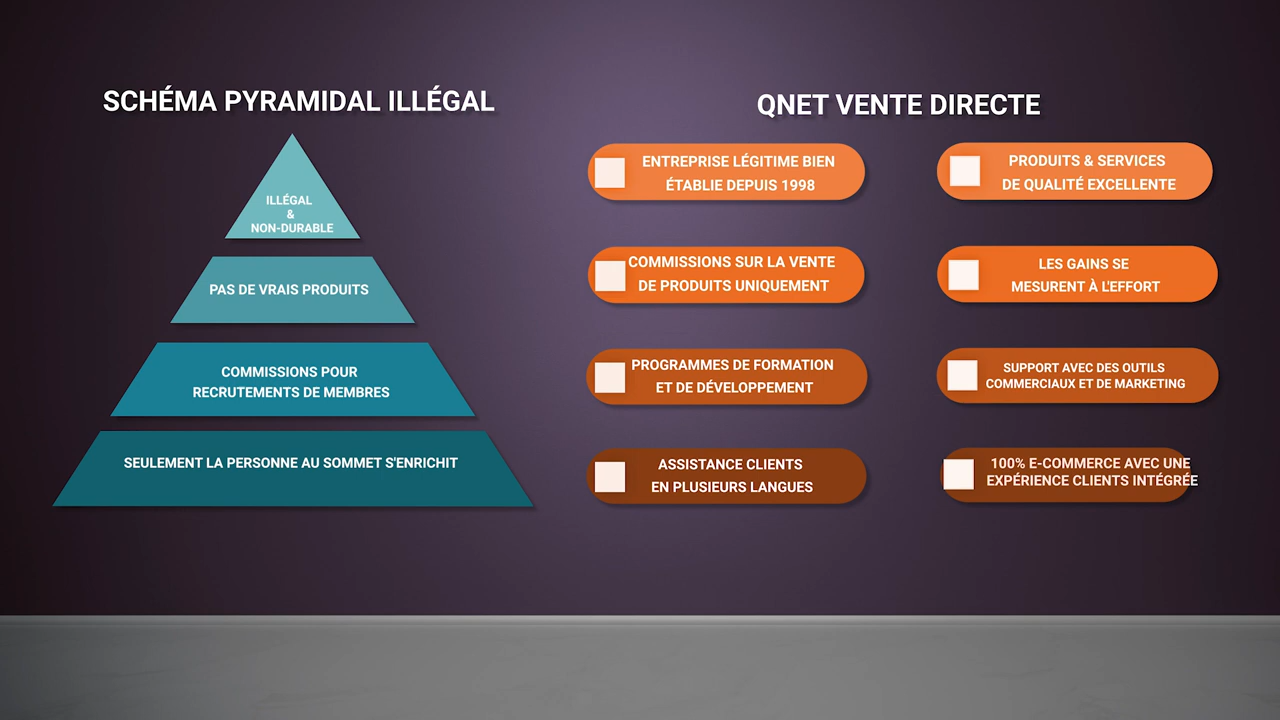 SCHÉMA PYRAMIDAL ILLÉGAL
ILLÉGAL
&
NON-DURABLE
PAS DE VRAIS PRODUITS
COMMISSIONS POUR
RECRUTEMENTS DE MEMBRES
SEULEMENT LA PERSONNE AU SOMMET S'ENRICHIT
QNET VENTE DIRECTE
ENTREPRISE LÉGITIME BIEN
ÉTABLIE DEPUIS 1998
PRODUITS & SERVICES
DE QUALITÉ EXCELLENTE
COMMISSIONS SUR LA VENTE
DE PRODUITS UNIQUEMENT
LES GAINS SE
MESURENT À L'EFFORT
PROGRAMMES DE FORMATION
ET DE DÉVELOPPEMENT
SUPPORT AVEC DES OUTILS
COMMERCIAUX ET DE MARKETING
ASSISTANCE CLIENTS
EN PLUSIEURS LANGUES
100% E-COMMERCE AVEC UNE
EXPÉRIENCE CLIENTS INTÉGRÉE